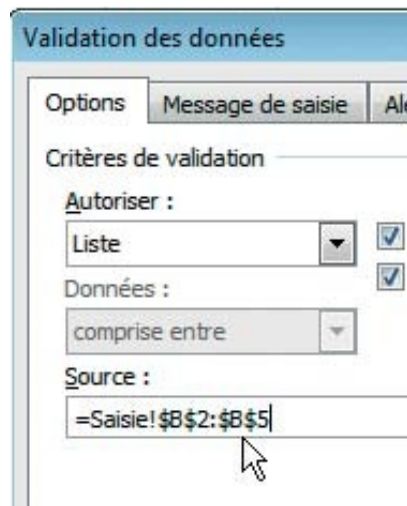 Validation des données
Options Message de saisie
Critères de validation
Autoriser :
Liste
Données :
comprise entre
Source :
=Saisie!$B$2:$B$5